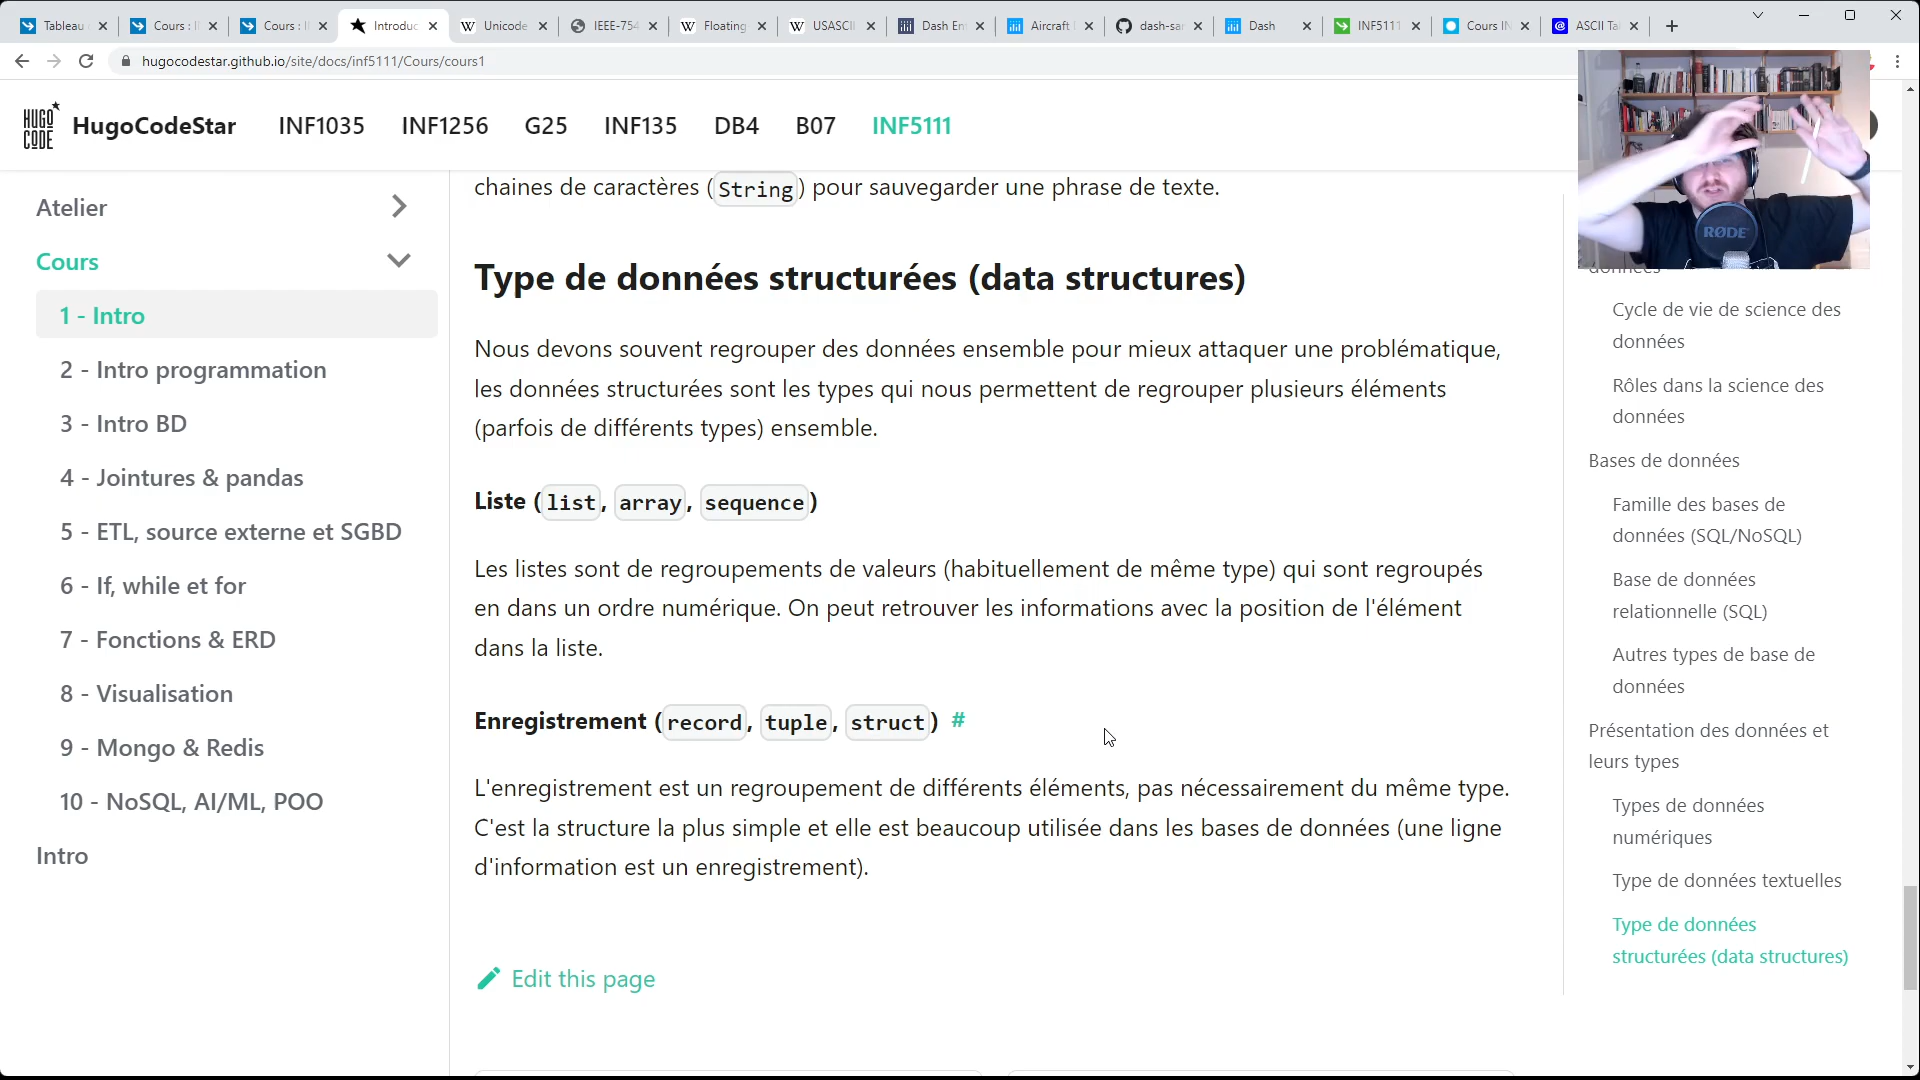 Tableau
Cours : I
Cours : I
Introduc
Unicode
IEEE-754
Floating
USASCII
Dash En
Aircraft
dash-sar
Dash
INF5111
Cours IN
ASCII Ta
hugocodestar.github.io/site/docs/inf5111/Cours/cours1
HUGO
CODE
HugoCodeStar
INF1035
INF1256
G25
INF135
DB4
B07
INF5111
RØDE
Atelier
Cours
1 - Intro
2 - Intro programmation
3 - Intro BD
4 - Jointures & pandas
5 - ETL, source externe et SGBD
6 - If, while et for
7 - Fonctions & ERD
8 - Visualisation
9 - Mongo & Redis
10 - NoSQL, AI/ML, POO
Intro
chaines de caractères (String) pour sauvegarder une phrase de texte.
Type de données structurées (data structures)
Nous devons souvent regrouper des données ensemble pour mieux attaquer une problématique,
les données structurées sont les types qui nous permettent de regrouper plusieurs éléments
(parfois de différents types) ensemble.
Liste (list, array, sequence)
Les listes sont de regroupements de valeurs (habituellement de même type) qui sont regroupés
en dans un ordre numérique. On peut retrouver les informations avec la position de l'élément
dans la liste.
Enregistrement (record, tuple, struct) #
L'enregistrement est un regroupement de différents éléments, pas nécessairement du même type.
C'est la structure la plus simple et elle est beaucoup utilisée dans les bases de données (une ligne
d'information est un enregistrement).
Edit this page
données
Cycle de vie de science des
données
Rôles dans la science des
données
Bases de données
Famille des bases de
données (SQL/NoSQL)
Base de données
relationnelle (SQL)
Autres types de base de
données
Présentation des données et
leurs types
Types de données
numériques
Type de données textuelles
Type de données
structurées (data structures)